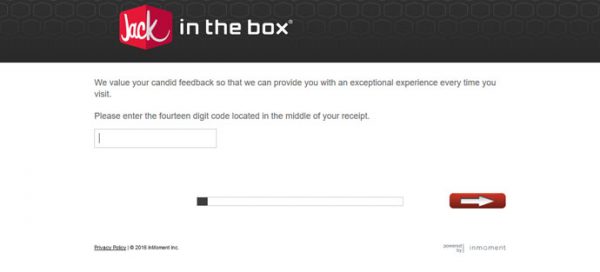 Jack in the box®
We value your candid feedback so that we can provide you with an exceptional experience every time you
visit.
Please enter the fourteen digit code located in the middle of your receipt.
Privacy Policy | © 2016 InMoment Inc.
powered by inmoment